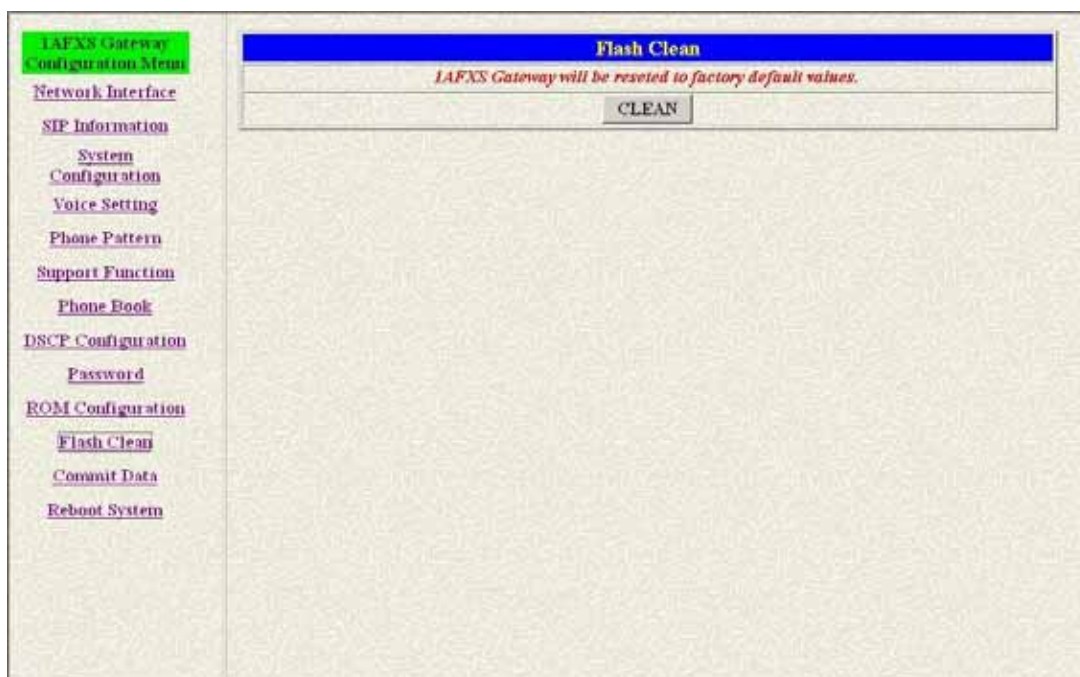 1AFXS Gateway
Configuration Menu
Network Interface
SIP Information
System
Configuration
Voice Setting
Phone Pattern
Support Function
Phone Book
DSCP Configuration
Password
ROM Configuration
Flash Clean
Commit Data
Reboot System
Flash Clean
1AFXS Gateway will be reseted to factory default values.
CLEAN